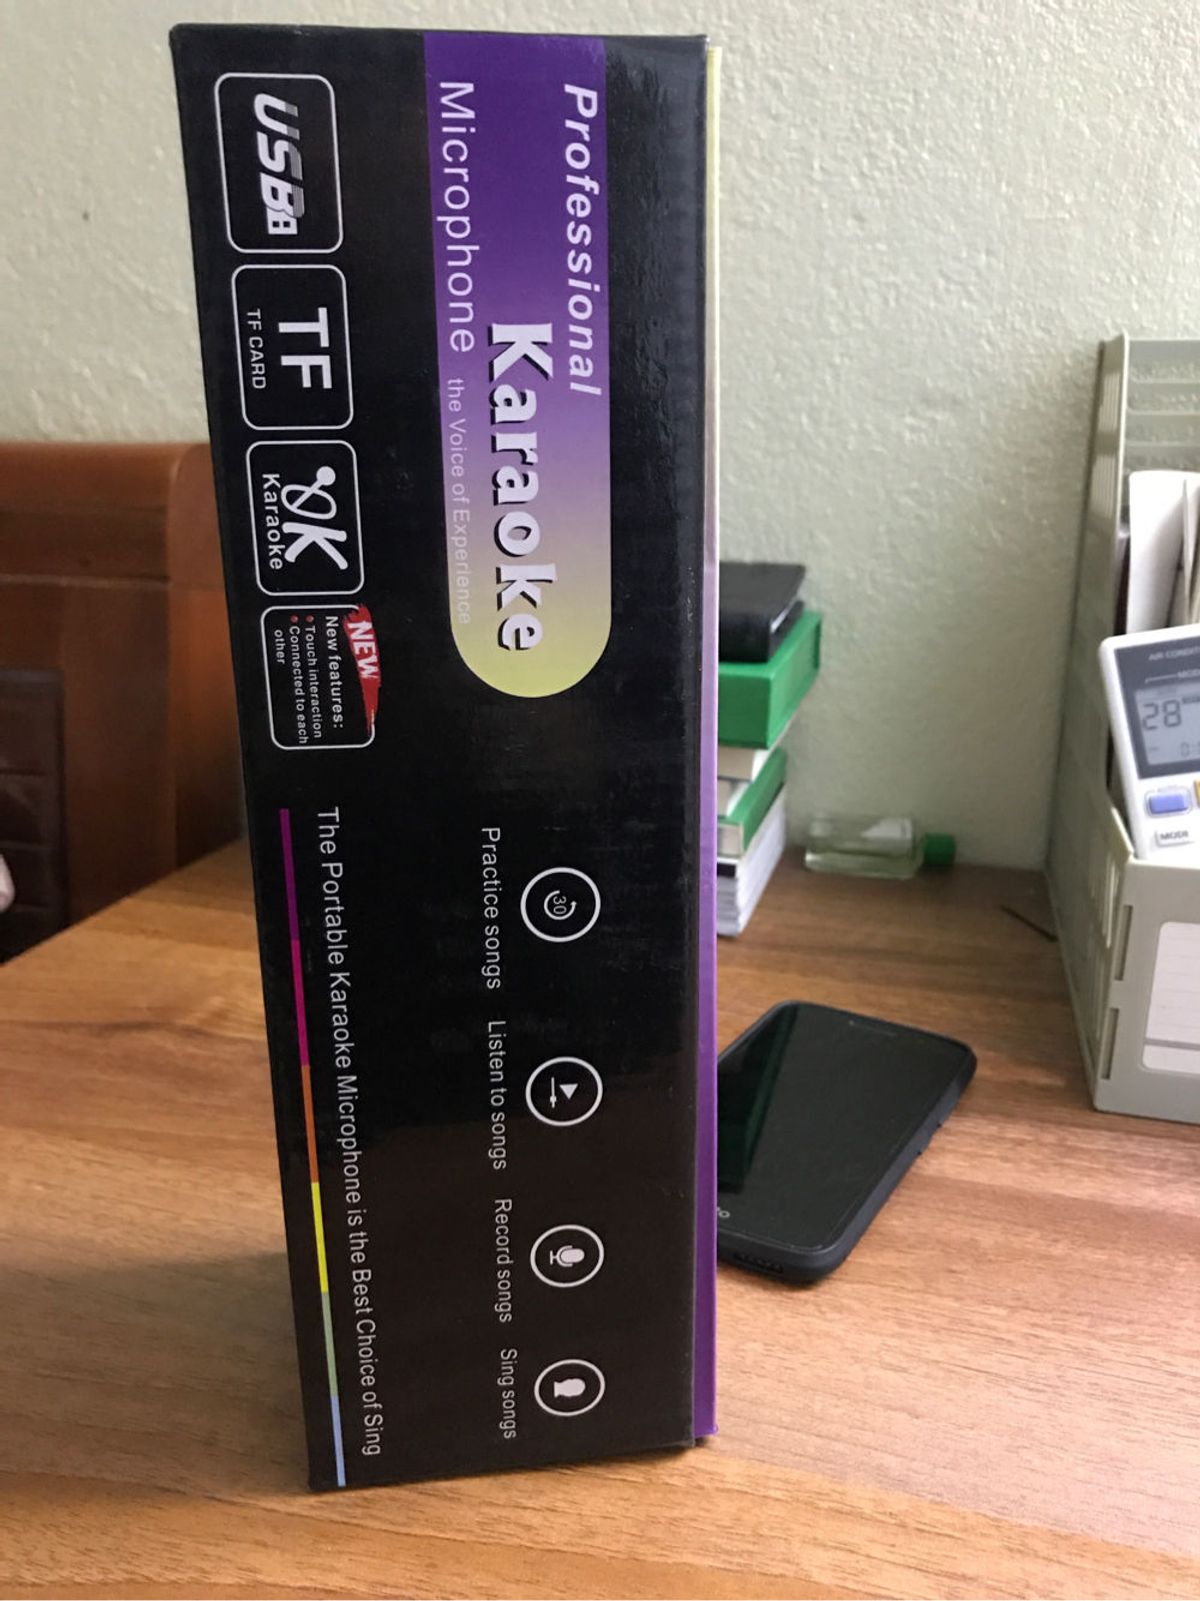 Professional
Karaoke
Microphone the Voice of Experience
USB
TF
TF CARD
OK
Karaoke
NEW
New features:
• Touch interaction
• Connected to each
other
30
Practice songs
Listen to songs
Record songs
Sing songs
The Portable Karaoke Microphone is the Best Choice of Sing
28